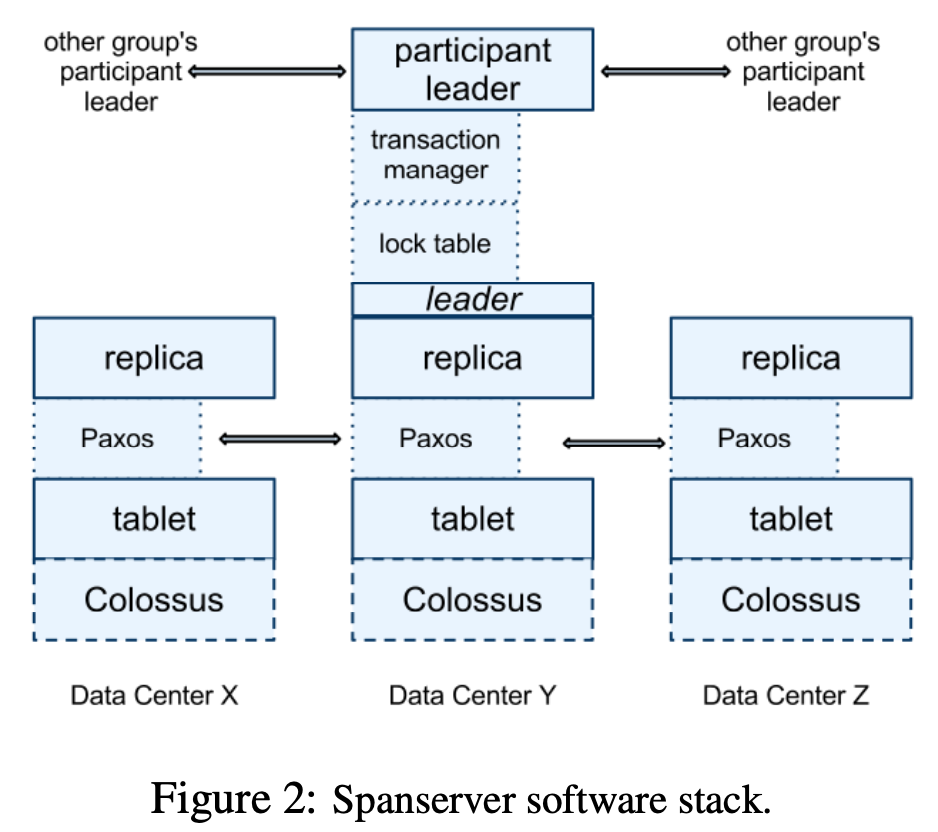 other group's
participant
leader
participant
leader
other group's
participant
leader
transaction
manager
lock table
leader
replica
replica
replica
Paxos
Paxos
Paxos
tablet
tablet
tablet
Colossus
Colossus
Colossus
Data Center X
Data Center Y
Data Center Z
Figure 2: Spanserver software stack.